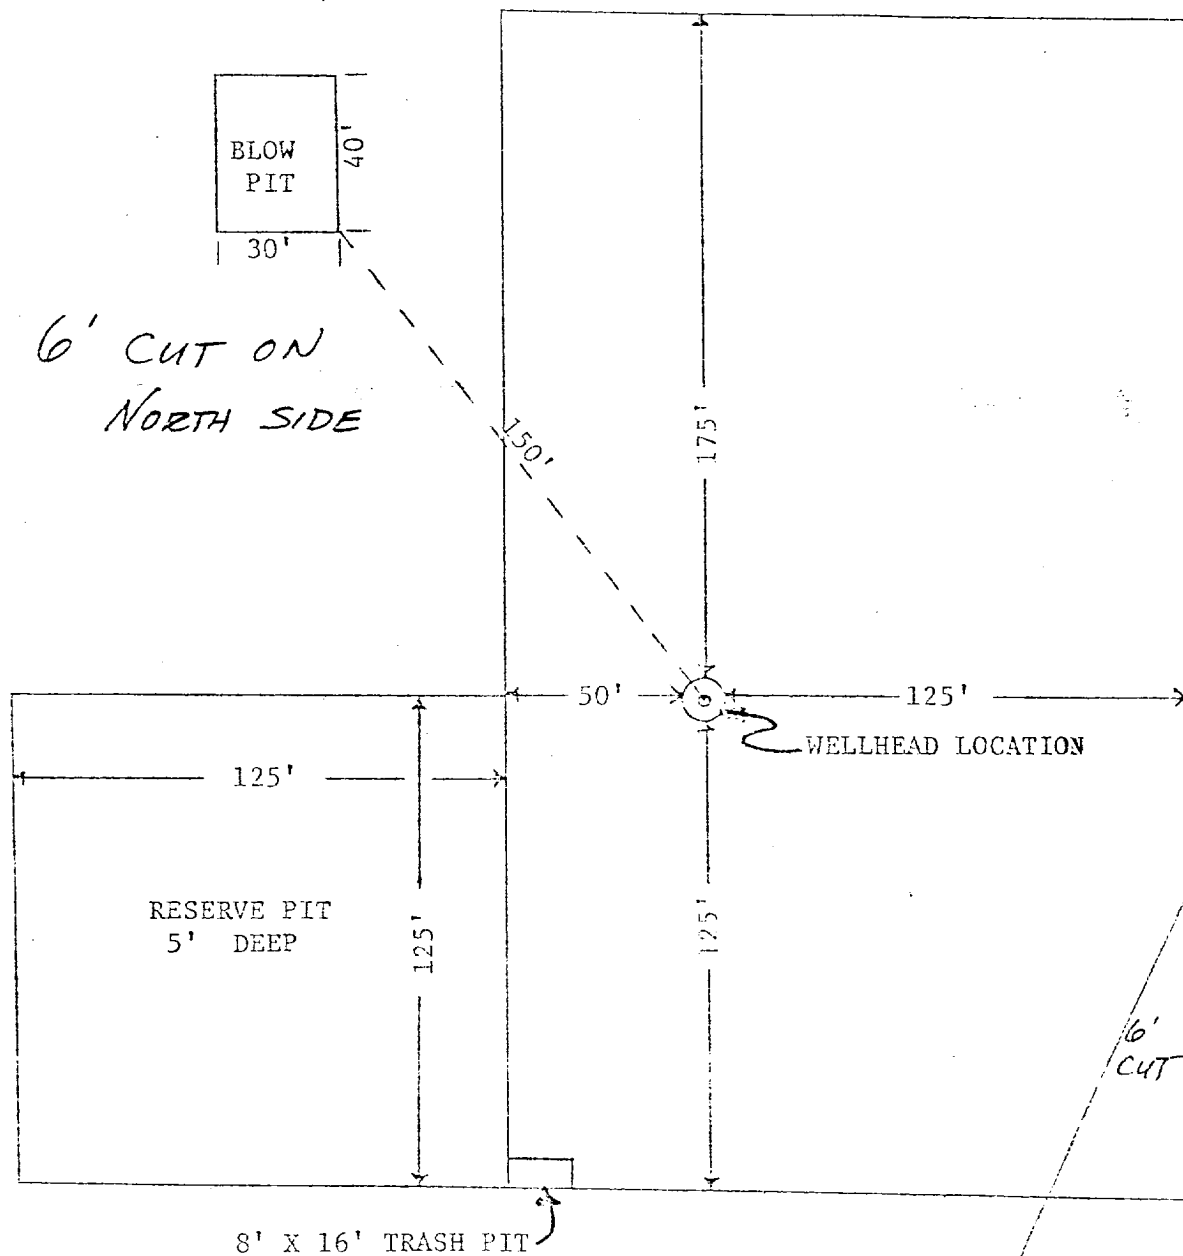 BLOW
PIT
40'
30'
6' CUT ON
NORTH SIDE
150'
175'
50'
125'
WELLHEAD LOCATION
125'
RESERVE PIT
5' DEEP
125'
125'
6'
CUT
8' X 16' TRASH PIT